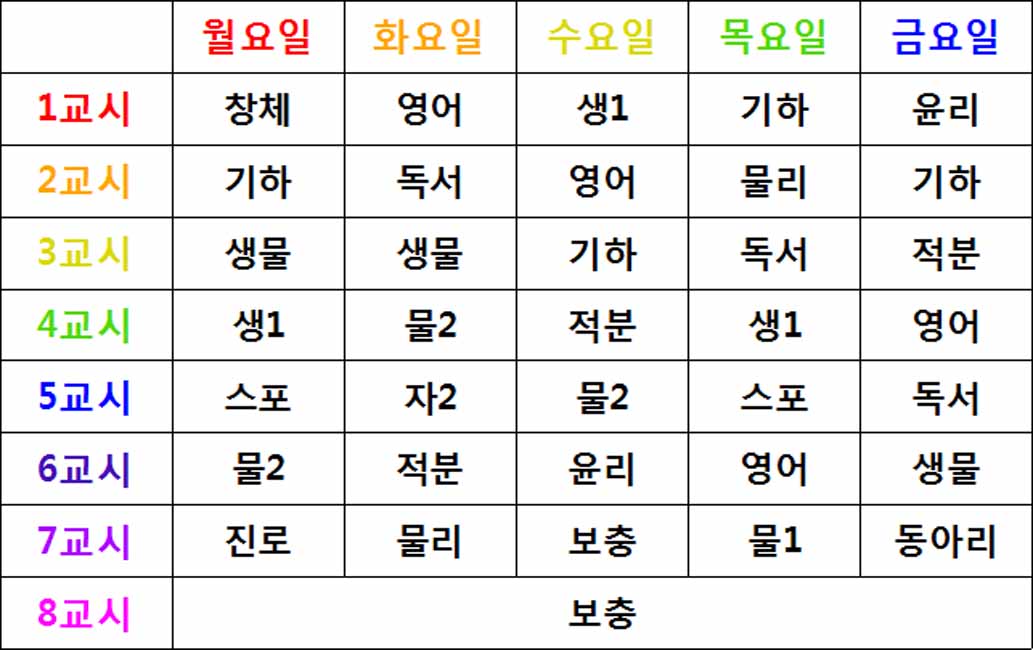 월요일 화요일 수요일 목요일 금요일
1교시 창체 영어 생1 기하 윤리
2교시 기하 독서 영어 물리 기하
3교시 생물 생물 기하 독서 적분
4교시 생1 물2 적분 생1 영어
5교시 스포 자2 물2 스포 독서
6교시 물2 적분 윤리 영어 생물
7교시 진로 물리 보충 물1 동아리
8교시 보충